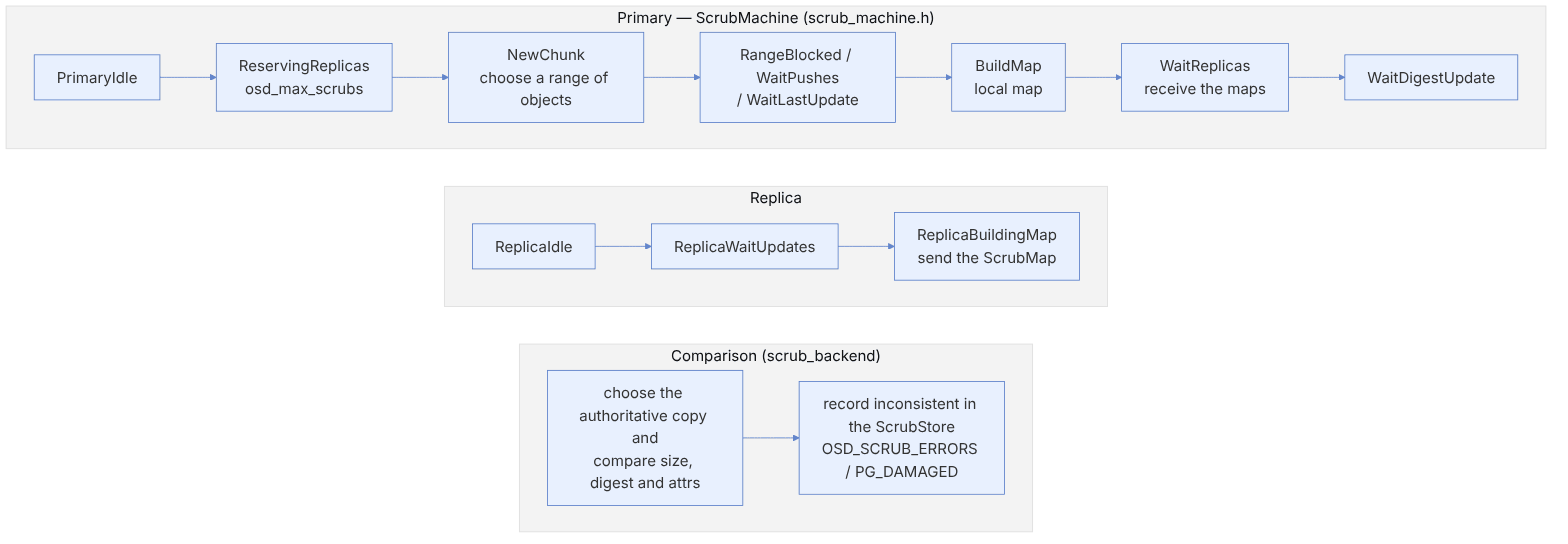 Primary — ScrubMachine (scrub_machine.h)
PrimaryIdle
ReservingReplicas
osd_max_scrubs
NewChunk
choose a range of
objects
RangeBlocked /
WaitPushes
/ WaitLastUpdate
BuildMap
local map
WaitReplicas
receive the maps
WaitDigestUpdate
Replica
ReplicaIdle
ReplicaWaitUpdates
ReplicaBuildingMap
send the ScrubMap
Comparison (scrub_backend)
choose the
authoritative copy
and
compare size,
digest and attrs
record inconsistent in
the ScrubStore
OSD_SCRUB_ERRORS
/ PG_DAMAGED